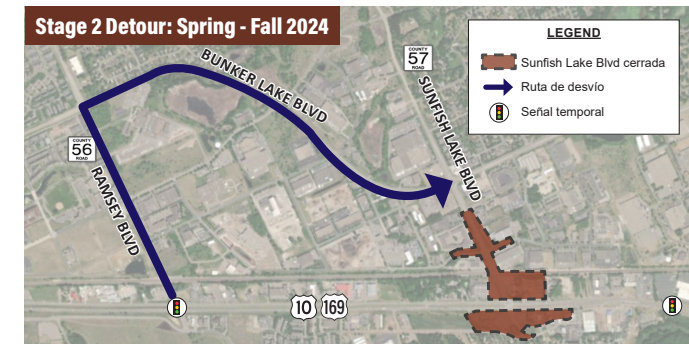 Stage 2 Detour: Spring - Fall 2024
LEGEND
Sunfish Lake Blvd cerrada
Ruta de desvío
Señal temporal
BUNKER LAKE BLVD
COUNTY
57
ROAD
SUNFISH LAKE BLVD
COUNTY
56
ROAD
RAMSEY BLVD
10 169